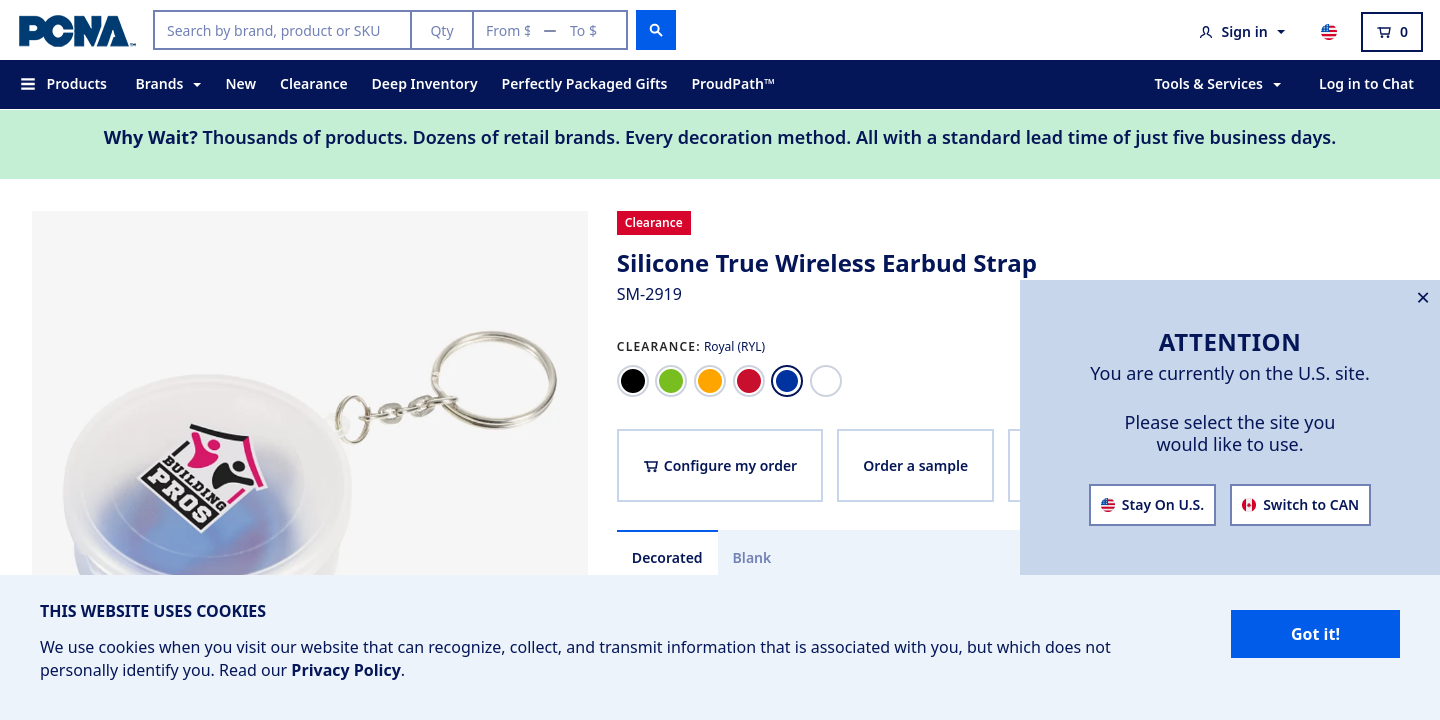 PCNA™
Search by brand, product or SKU
Qty
From $
—
To $
Sign in
0
Products
Brands
New
Clearance
Deep Inventory
Perfectly Packaged Gifts
ProudPath™
Tools & Services
Log in to Chat
Why Wait? Thousands of products. Dozens of retail brands. Every decoration method. All with a standard lead time of just five business days.
BUILDING
PROS
Clearance
Silicone True Wireless Earbud Strap
SM-2919
CLEARANCE: Royal (RYL)
Configure my order
Order a sample
Decorated
Blank
ATTENTION
You are currently on the U.S. site.
Please select the site you
would like to use.
Stay On U.S.
Switch to CAN
THIS WEBSITE USES COOKIES
We use cookies when you visit our website that can recognize, collect, and transmit information that is associated with you, but which does not
personally identify you. Read our Privacy Policy.
Got it!